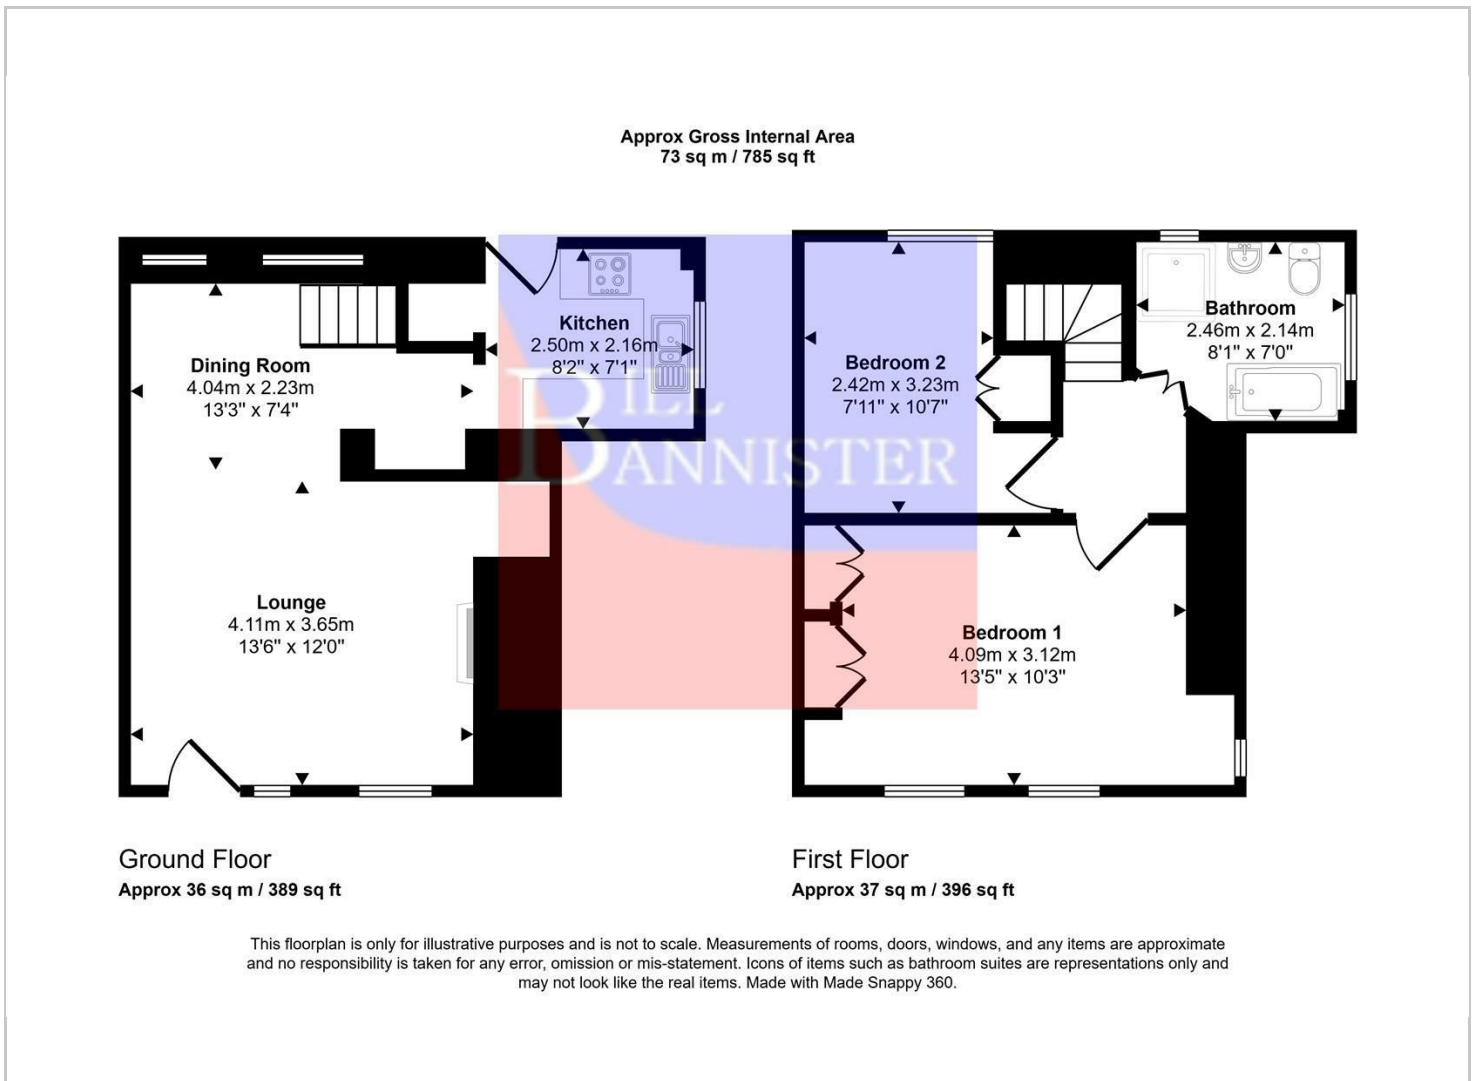 Approx Gross Internal Area
73 sq m / 785 sq ft
Kitchen
2.50m x 2.16m
8'2" x 7'1"
Dining Room
4.04m x 2.23m
13'3" x 7'4"
Lounge
4.11m x 3.65m
13'6" x 12'0"
Bathroom
2.46m x 2.14m
8'1" x 7'0"
Bedroom 2
2.42m x 3.23m
7'11" x 10'7"
Bedroom 1
4.09m x 3.12m
13'5" x 10'3"
BILL
BANNISTER
Ground Floor
Approx 36 sq m / 389 sq ft
First Floor
Approx 37 sq m / 396 sq ft
This floorplan is only for illustrative purposes and is not to scale. Measurements of rooms, doors, windows, and any items are approximate
and no responsibility is taken for any error, omission or mis-statement. Icons of items such as bathroom suites are representations only and
may not look like the real items. Made with Made Snappy 360.